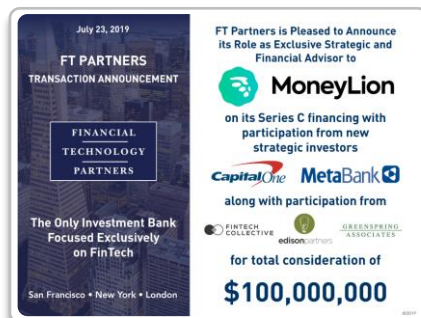 July 23, 2019
FT PARTNERS
TRANSACTION ANNOUNCEMENT
FINANCIAL
TECHNOLOGY
PARTNERS
The Only Investment Bank
Focused Exclusively
on FinTech
San Francisco • New York • London
FT Partners is Pleased to Announce
its Role as Exclusive Strategic and
Financial Advisor to
MoneyLion
on its Series C financing with
participation from new
strategic investors
Capital One MetaBank
along with participation from
FINTECH
COLLECTIVE
edisonpartners
GREENSPRING
ASSOCIATES
for total consideration of
$100,000,000